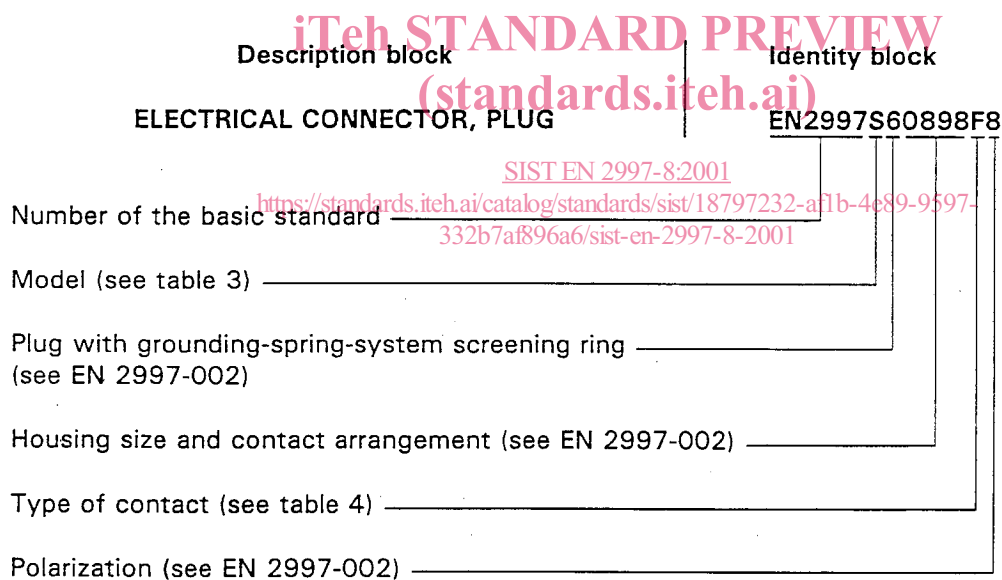 iTeh STANDARD PREVIEW
Description block Identity block
(standards.iteh.ai)
ELECTRICAL CONNECTOR, PLUG EN2997S60898F8
SIST EN 2997-8:2001
https://standards.iteh.ai/catalog/standards/sist/18797232-af1b-4e89-9597-
Number of the basic standard
332b7af896a6/sist-en-2997-8-2001
Model (see table 3)
Plug with grounding-spring-system screening ring
(see EN 2997-002)
Housing size and contact arrangement (see EN 2997-002)
Type of contact (see table 4)
Polarization (see EN 2997-002)